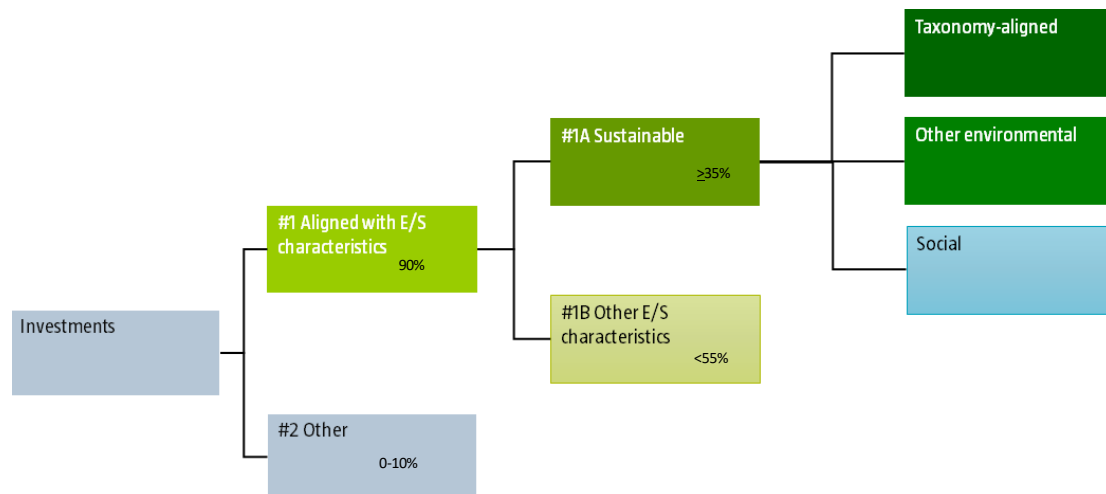 Taxonomy-aligned
#1A Sustainable
≥35%
Other environmental
#1 Aligned with E/S
characteristics
90%
Social
#1B Other E/S
characteristics
<55%
Investments
#2 Other
0-10%